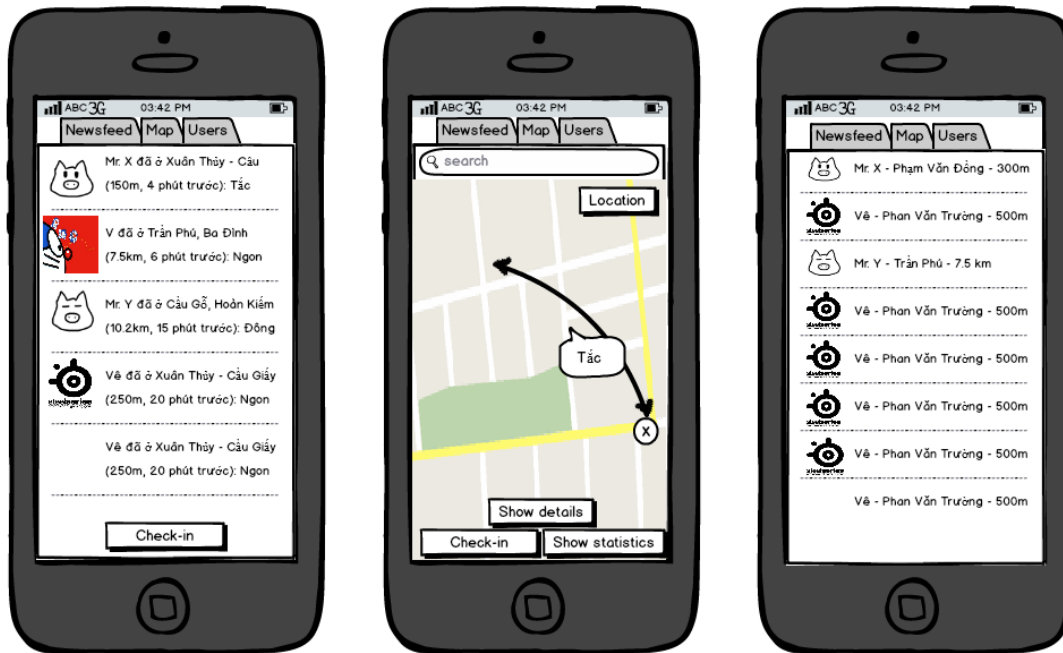 ABC 3G 03:42 PM
Newsfeed Map Users
Mr. X đã ở Xuân Thủy - Cầu
(150m, 4 phút trước): Tắc
V đã ở Trần Phú, Ba Đình
(7.5km, 6 phút trước): Ngon
Mr. Y đã ở Cầu Gỗ, Hoàn Kiếm
(10.2km, 15 phút trước): Đông
Vê đã ở Xuân Thủy - Cầu Giấy
(250m, 20 phút trước): Ngon
steelseries
Vê đã ở Xuân Thủy - Cầu Giấy
(250m, 20 phút trước): Ngon
Check-in
ABC 3G 03:42 PM
Newsfeed Map Users
search
Location
Tắc
X
Show details
Check-in Show statistics
ABC 3G 03:42 PM
Newsfeed Map Users
Mr. X - Phạm Văn Đồng - 300m
Vê - Phan Văn Trường - 500m
Mr. Y - Trần Phú - 7.5 km
Vê - Phan Văn Trường - 500m
Vê - Phan Văn Trường - 500m
Vê - Phan Văn Trường - 500m
Vê - Phan Văn Trường - 500m
Vê - Phan Văn Trường - 500m